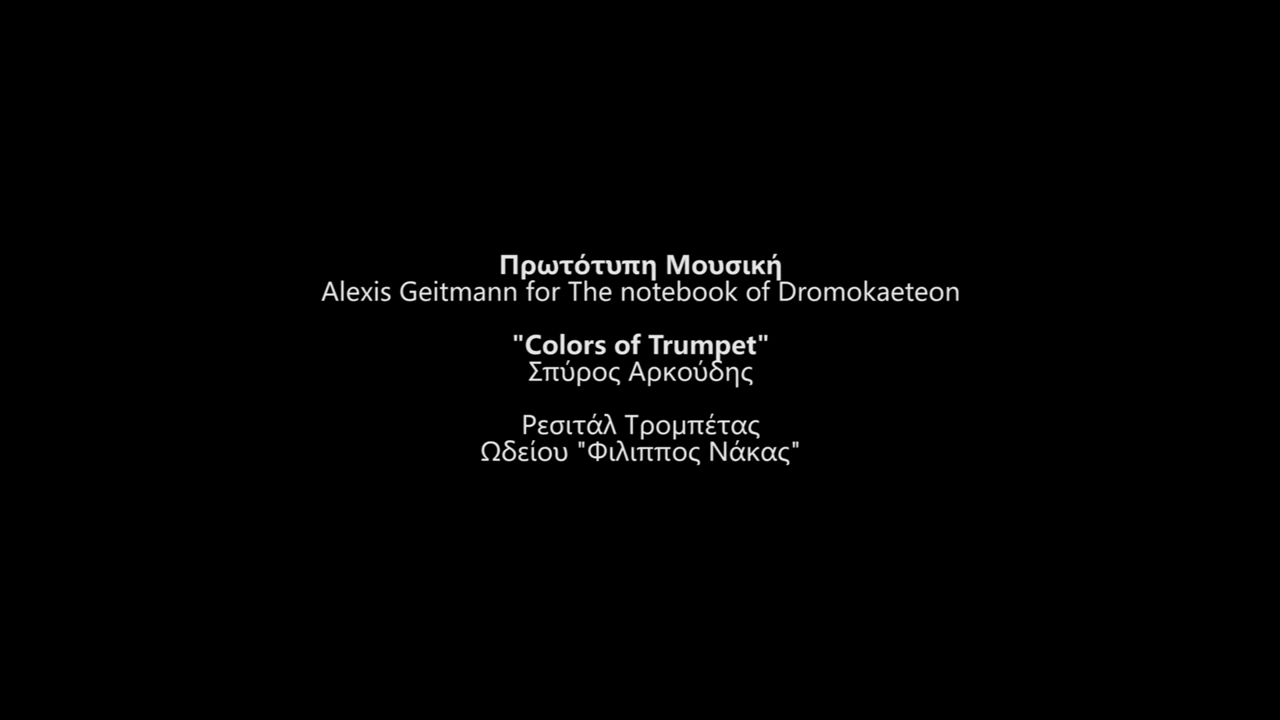 Πρωτότυπη Μουσική
Alexis Geitmann for The notebook of Dromokaeteon
"Colors of Trumpet"
Σπύρος Αρκούδης
Ρεσιτάλ Τρομπέτας
Ωδείου "Φιλιππος Νάκας"